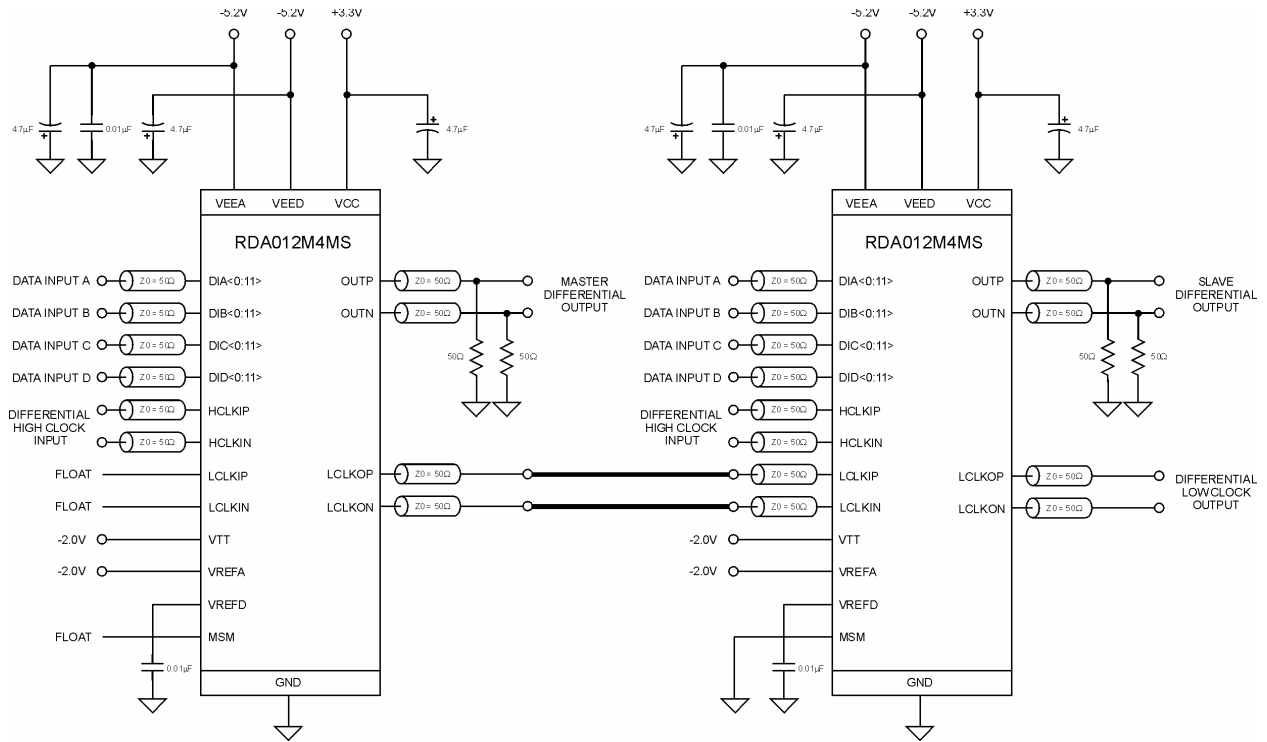 -5.2V -5.2V +3.3V
4.7µF 0.01µF 4.7µF 4.7µF
VEEA VEED VCC
RDA012M4MS
DATA INPUT A Z0 = 50Ω DIA<0:11> OUTP Z0 = 50Ω
DATA INPUT B Z0 = 50Ω DIB<0:11> OUTN Z0 = 50Ω
MASTER
DIFFERENTIAL
OUTPUT
DATA INPUT C Z0 = 50Ω DIC<0:11>
50Ω 50Ω
DATA INPUT D Z0 = 50Ω DID<0:11>
DIFFERENTIAL
HIGH CLOCK
INPUT
Z0 = 50Ω HCLKIP
Z0 = 50Ω HCLKIN
FLOAT LCLKIP LCLKOP Z0 = 50Ω
FLOAT LCLKIN LCLKON Z0 = 50Ω
-2.0V VTT
-2.0V VREFA
VREFD
FLOAT MSM
0.01µF
GND
-5.2V -5.2V +3.3V
4.7µF 0.01µF 4.7µF 4.7µF
VEEA VEED VCC
RDA012M4MS
DATA INPUT A Z0 = 50Ω DIA<0:11> OUTP Z0 = 50Ω
DATA INPUT B Z0 = 50Ω DIB<0:11> OUTN Z0 = 50Ω
SLAVE
DIFFERENTIAL
OUTPUT
DATA INPUT C Z0 = 50Ω DIC<0:11>
50Ω 50Ω
DATA INPUT D Z0 = 50Ω DID<0:11>
DIFFERENTIAL
HIGH CLOCK
INPUT
Z0 = 50Ω HCLKIP
Z0 = 50Ω HCLKIN
Z0 = 50Ω LCLKIP LCLKOP Z0 = 50Ω
Z0 = 50Ω LCLKIN LCLKON Z0 = 50Ω
DIFFERENTIAL
LOW CLOCK
OUTPUT
-2.0V VTT
-2.0V VREFA
VREFD
MSM
0.01µF
GND